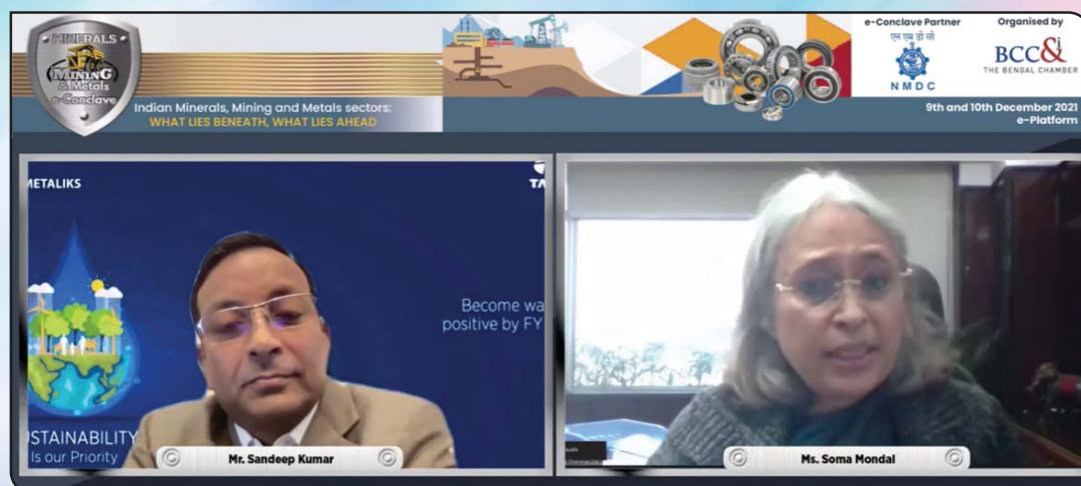 MINERALS
MINING
& Metals
e-Conclave
Indian Minerals, Mining and Metals sectors:
WHAT LIES BENEATH, WHAT LIES AHEAD
e-Conclave Partner
एन एम डी सी
NMDC
Organised by
BCC&i
THE BENGAL CHAMBER
9th and 10th December 2021
e-Platform
METALIKS
TA
Become wa
positive by FY
STAINABILITY
Is our Priority
Mr. Sandeep Kumar
Ms. Soma Mondal